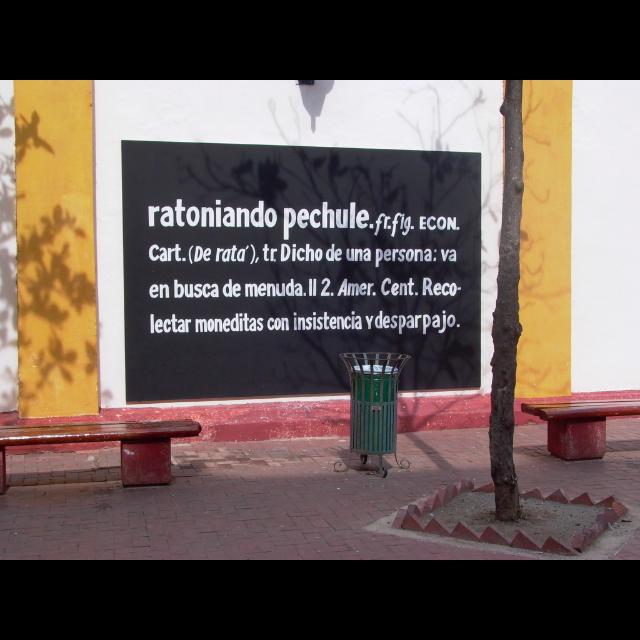 ratoniando pechule. fr. fig. ECON.
Cart. (De rata´), tr. Dicho de una persona: va
en busca de menuda. II 2. Amer. Cent. Reco-
lectar moneditas con insistencia y desparpajo.